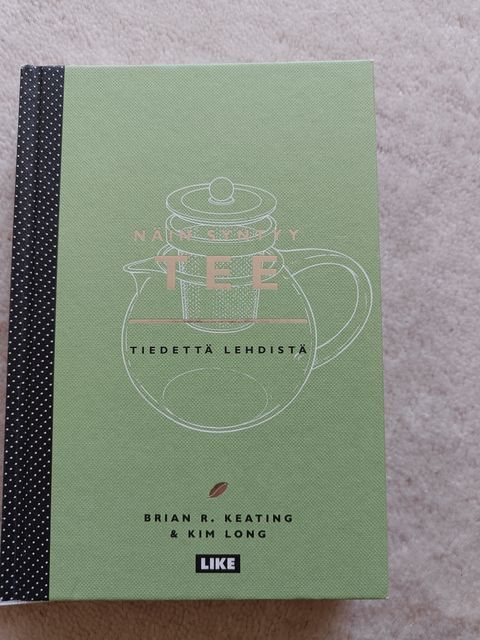 NÄIN SYNTYY
TEE
TIEDETTÄ LEHDISTÄ
BRIAN R. KEATING
& KIM LONG
LIKE